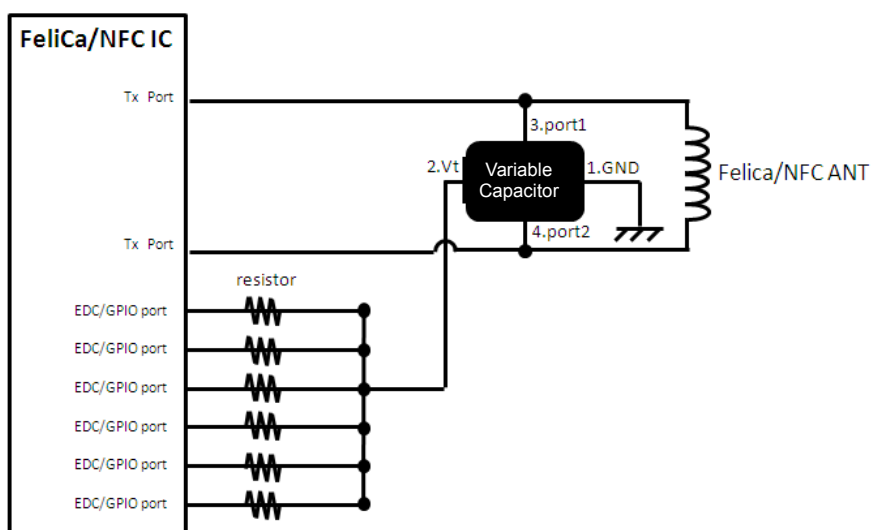 FeliCa/NFC IC
Tx Port
3.port1
2.Vt
Variable
Capacitor
1.GND
Felica/NFC ANT
4.port2
Tx Port
resistor
EDC/GPIO port
EDC/GPIO port
EDC/GPIO port
EDC/GPIO port
EDC/GPIO port
EDC/GPIO port